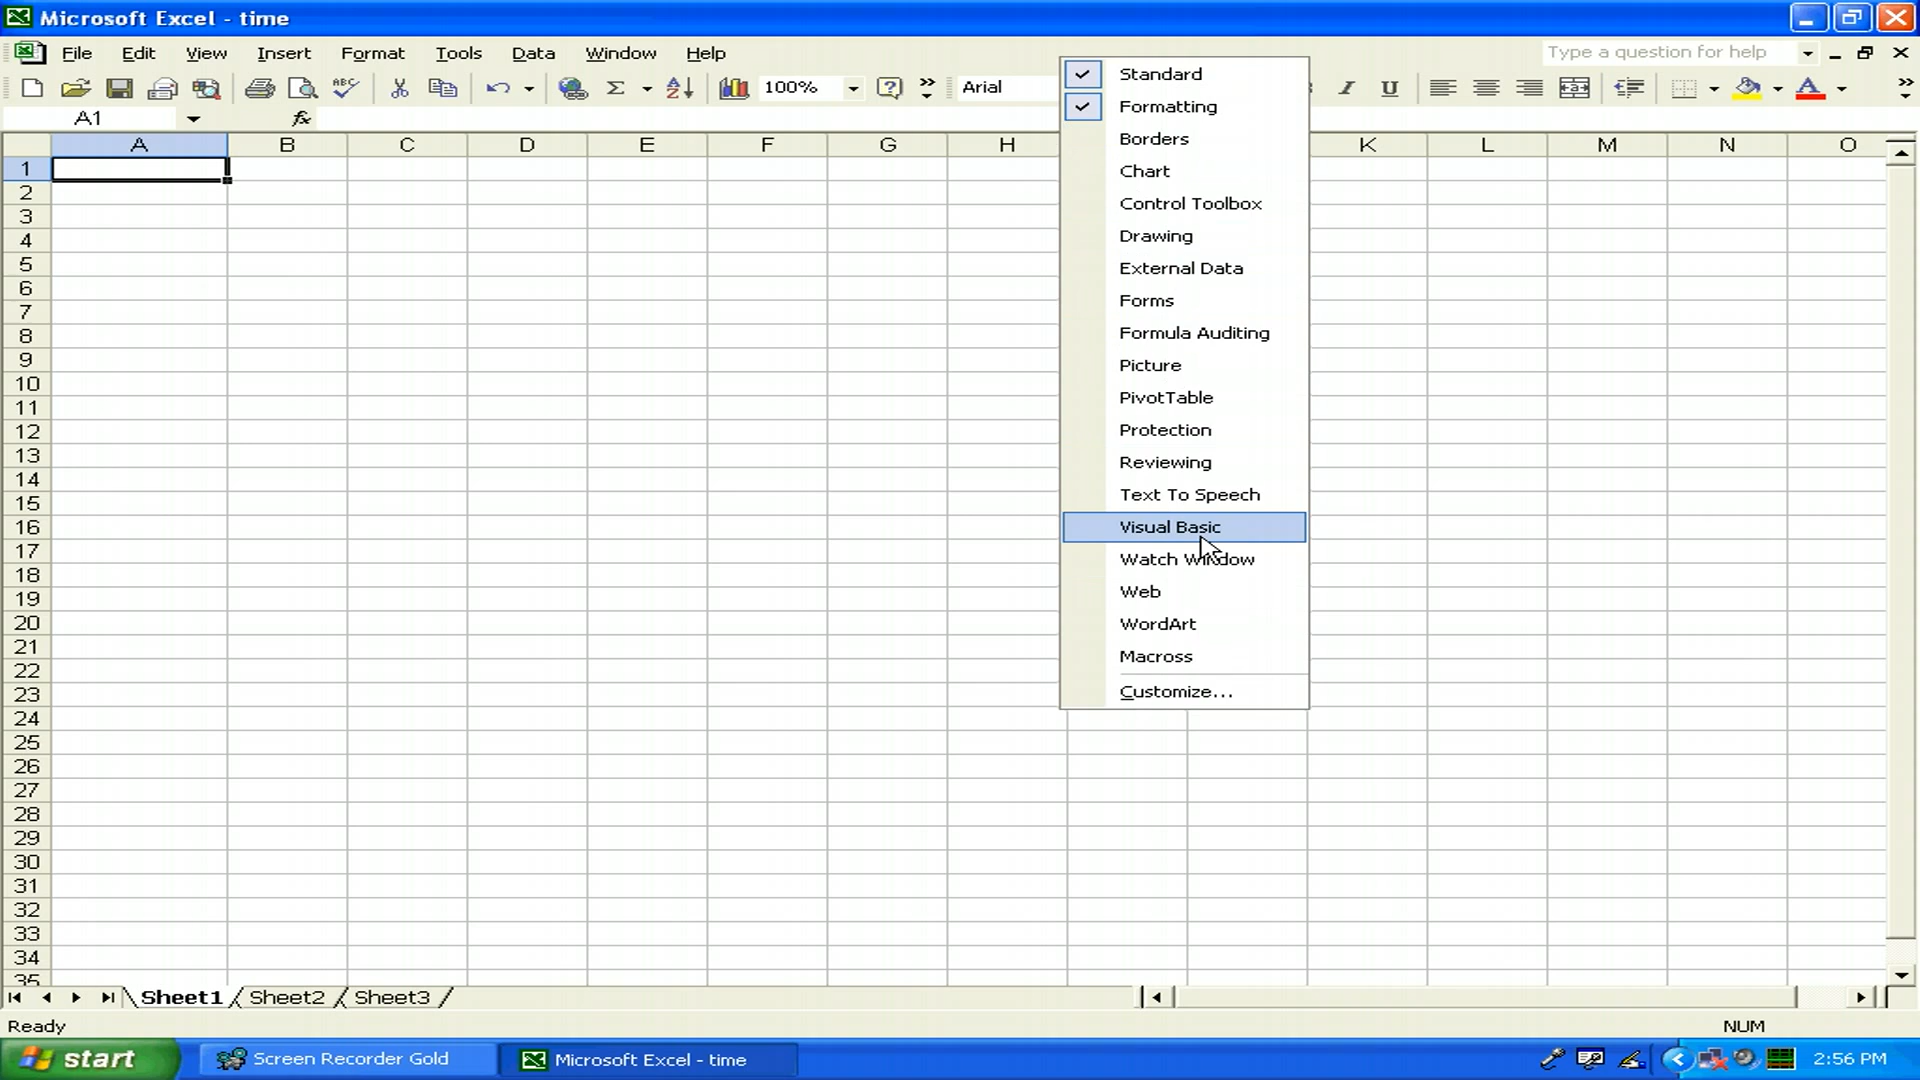 Microsoft Excel - time
File Edit View Insert Format Tools Data Window Help
Type a question for help
100%
Arial
A1
fx
A B C D E F G H K L M N O
1
2
3
4
5
6
7
8
9
10
11
12
13
14
15
16
17
18
19
20
21
22
23
24
25
26
27
28
29
30
31
32
33
34
35
Standard
Formatting
Borders
Chart
Control Toolbox
Drawing
External Data
Forms
Formula Auditing
Picture
PivotTable
Protection
Reviewing
Text To Speech
Visual Basic
Watch Window
Web
WordArt
Macross
Customize...
Sheet1 Sheet2 Sheet3
Ready
NUM
start
Screen Recorder Gold
Microsoft Excel - time
2:56 PM